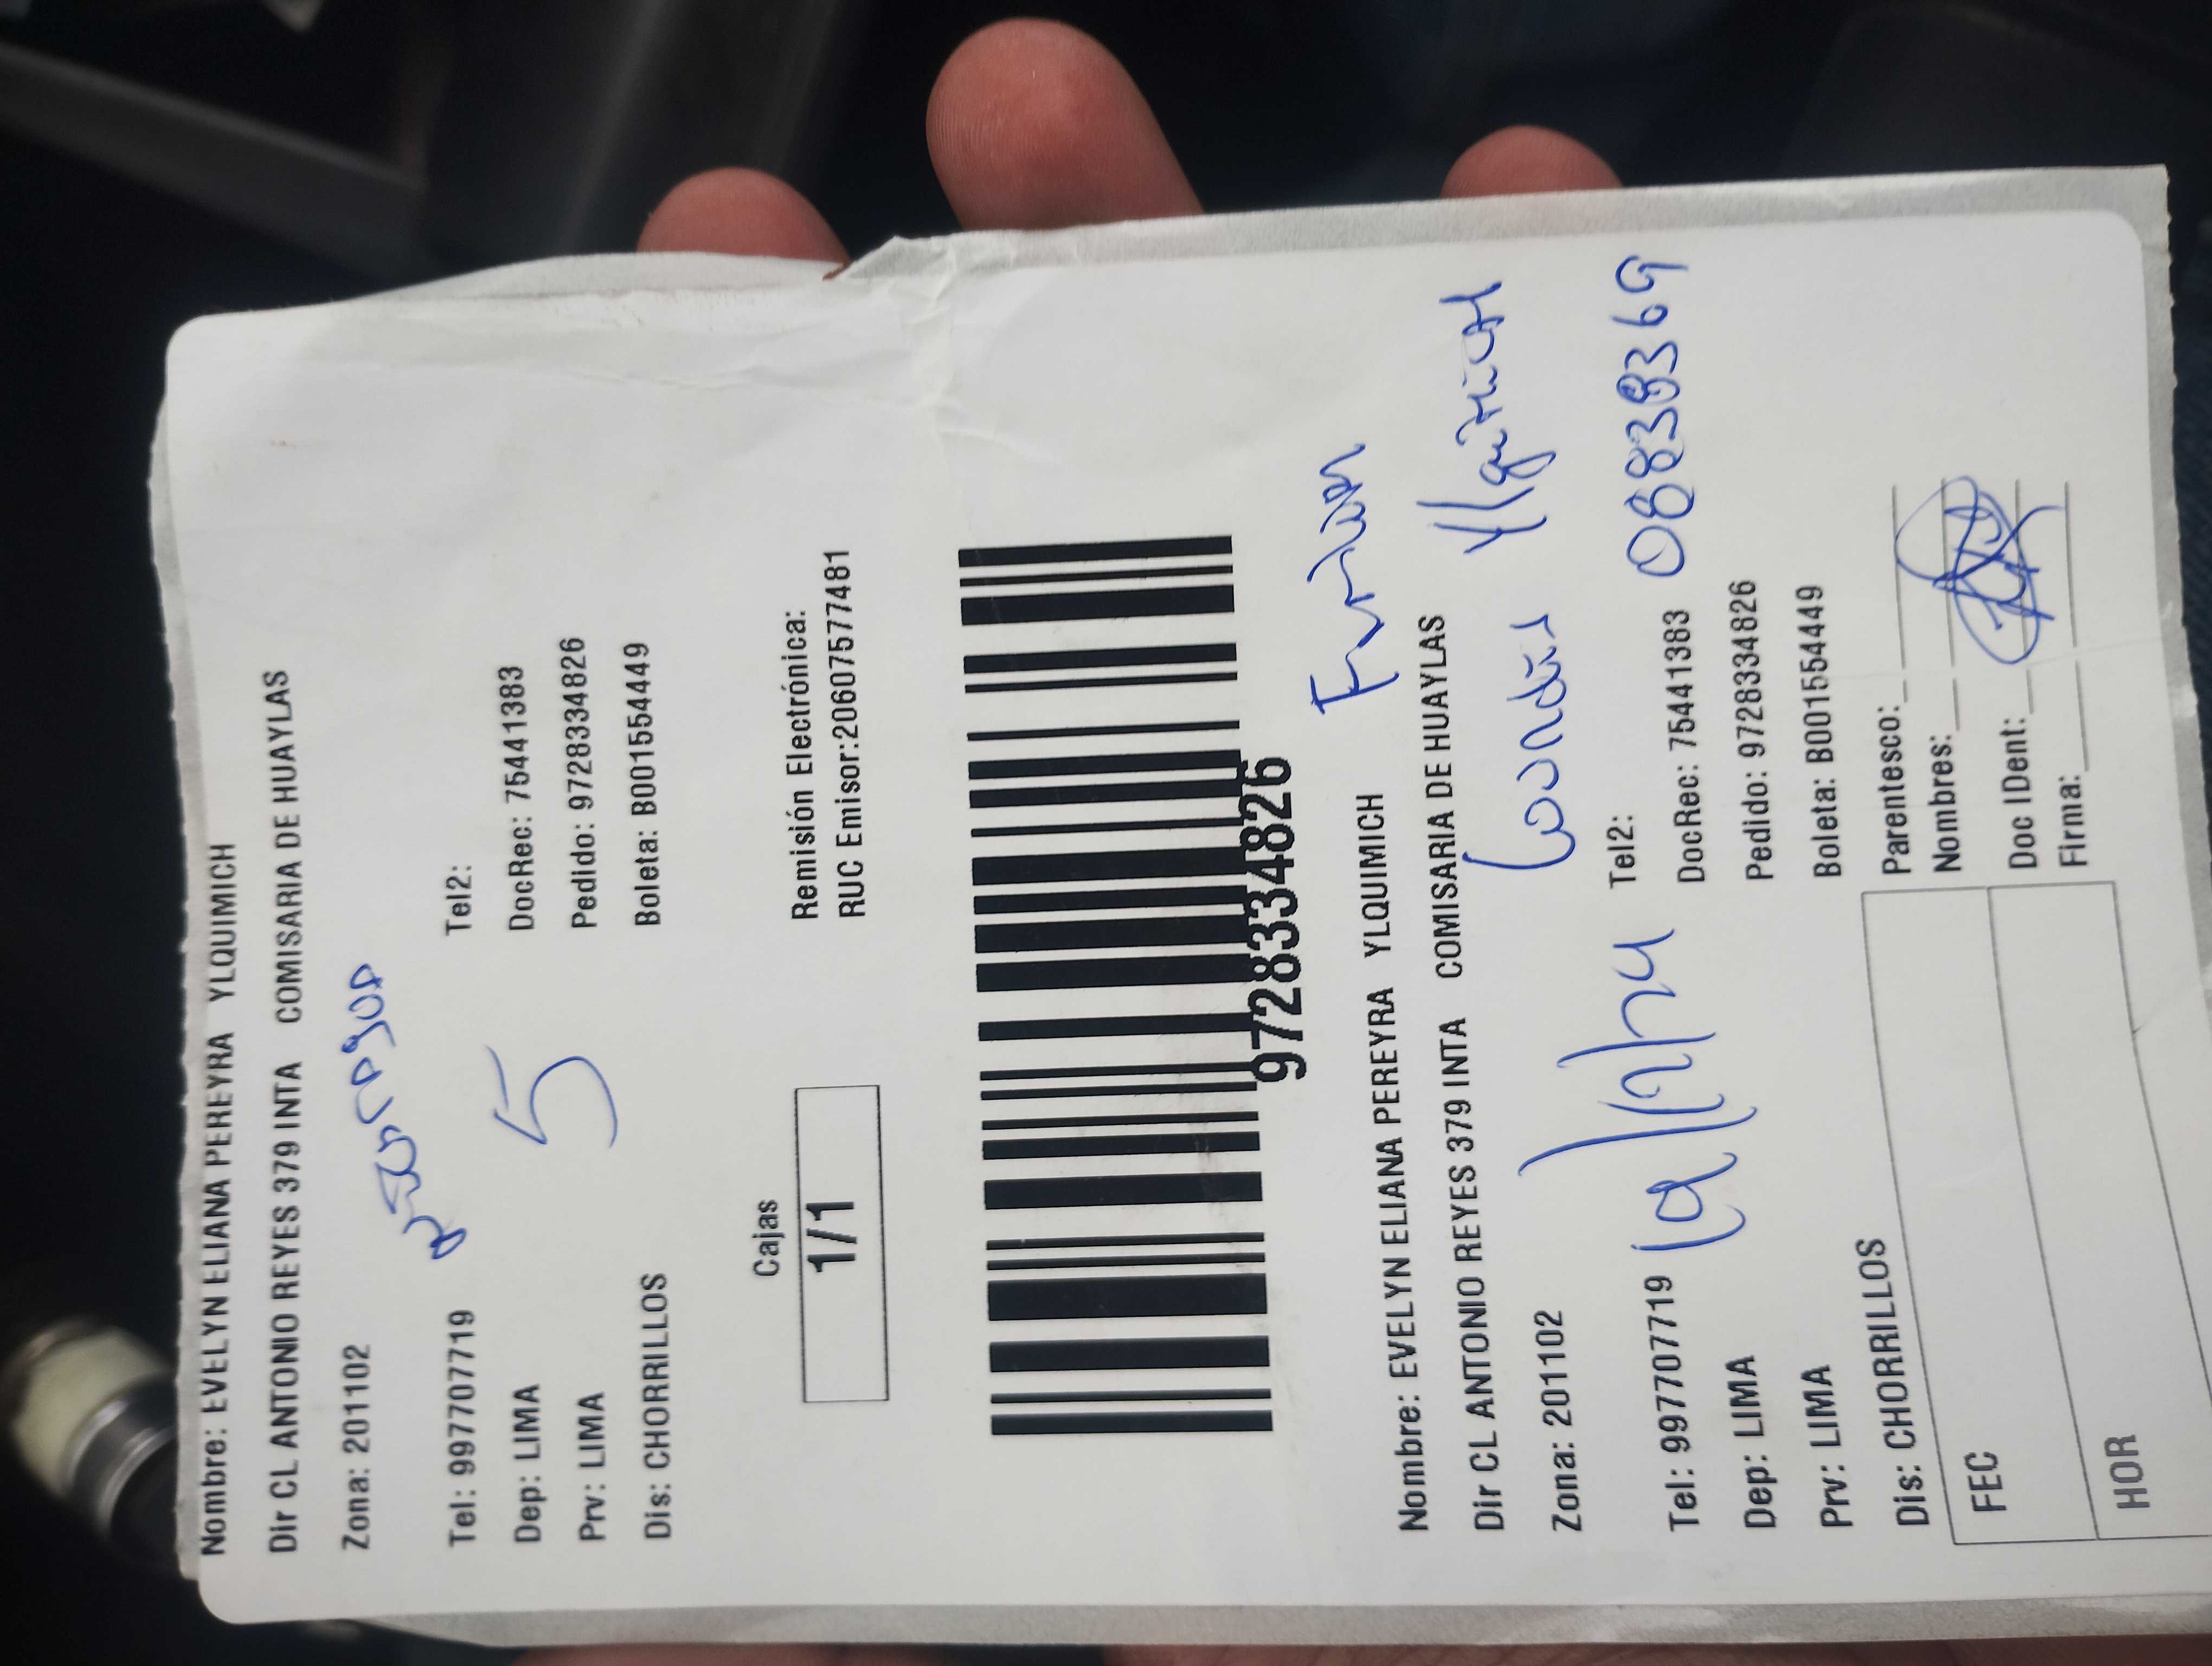 Nombre: EVELYN ELIANA PEREYRA YLQUIMICH
Dir CL ANTONIO REYES 379 INTA COMISARIA DE HUAYLAS
Zona: 201102
Tel: 997707719 Tel2:
5
Dep: LIMA DocRec: 75441383
Prv: LIMA Pedido: 9728334826
Dis: CHORRILLOS Boleta: B001554449
Cajas
1/1
Remisión Electrónica:
RUC Emisor:20607577481
9728334826
Nombre: EVELYN ELIANA PEREYRA YLQUIMICH
Dir CL ANTONIO REYES 379 INTA COMISARIA DE HUAYLAS
Zona: 201102
Tel2:
Tel: 997707719 DocRec: 75441383 08838369
Dep: LIMA Pedido: 9728334826
Prv: LIMA Boleta: B001554449
Dis: CHORRILLOS Parentesco:
FEC Nombres:
Doc IDent:
HOR Firma: